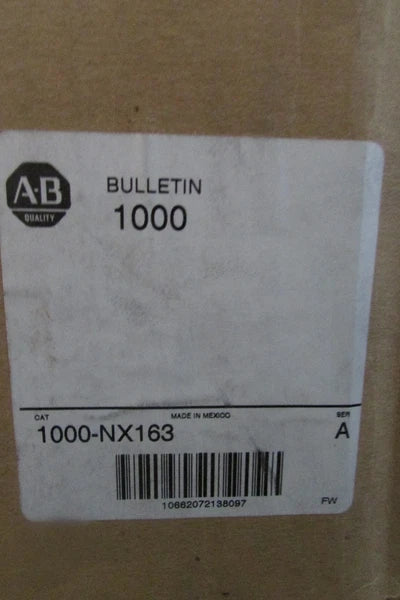 A-B
QUALITY
BULLETIN
1000
CAT
MADE IN MEXICO
SER
1000-NX163
A
10662072138097
FW